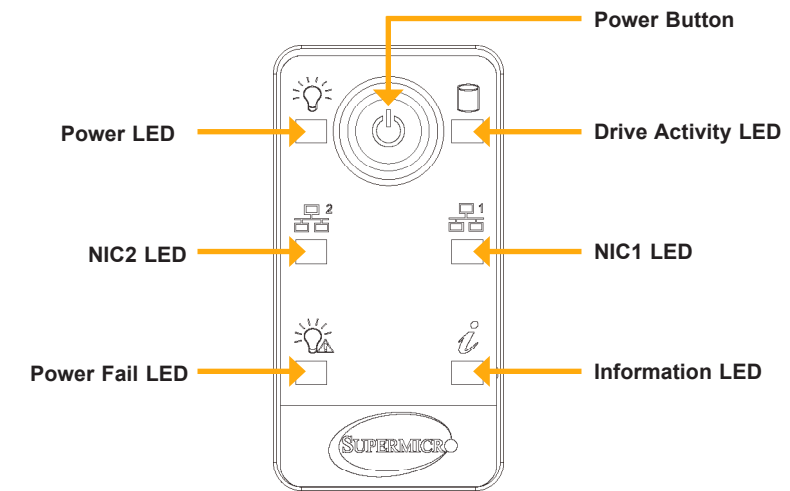 Power Button
Power LED
Drive Activity LED
2
1
NIC2 LED
NIC1 LED
i
Power Fail LED
Information LED
SUPERMICRO